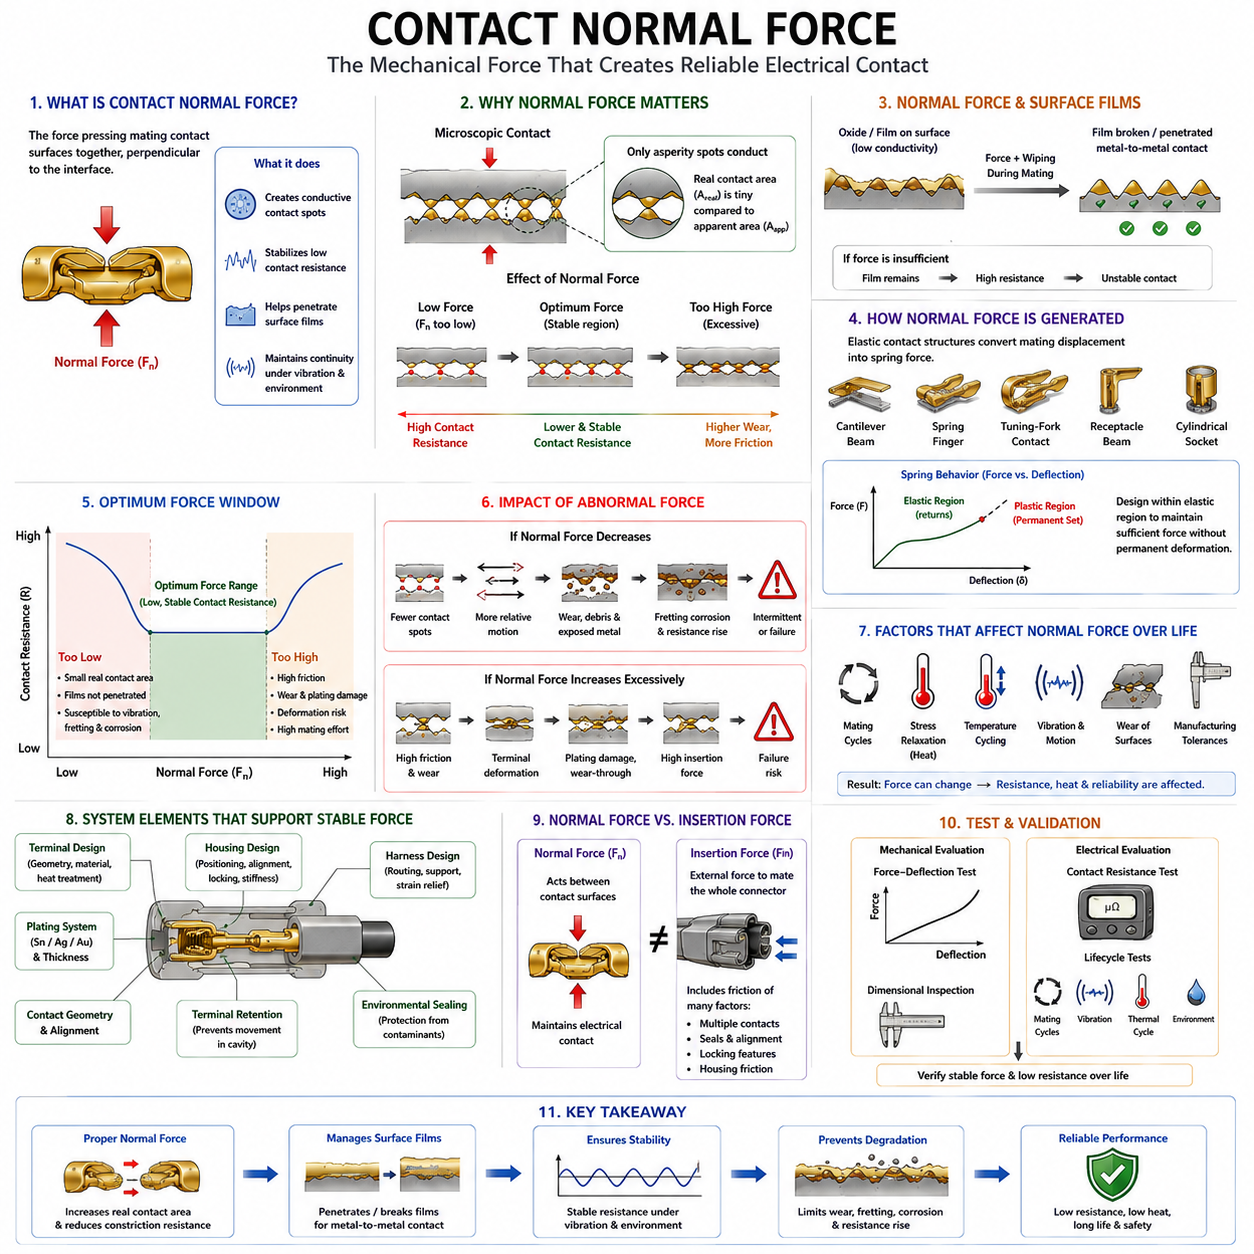 CONTACT NORMAL FORCE
The Mechanical Force That Creates Reliable Electrical Contact
1. WHAT IS CONTACT NORMAL FORCE?
The force pressing mating contact
surfaces together, perpendicular
to the interface.
Normal Force (Fn)
What it does
Creates conductive
contact spots
Stabilizes low
contact resistance
Helps penetrate
surface films
Maintains continuity
under vibration &
environment
2. WHY NORMAL FORCE MATTERS
Microscopic Contact
Only asperity spots conduct
Real contact area
(Areal) is tiny
compared to
apparent area (Aapp)
Effect of Normal Force
Low Force
(Fn too low)
Optimum Force
(Stable region)
Too High Force
(Excessive)
High Contact
Resistance
Lower & Stable
Contact Resistance
Higher Wear,
More Friction
3. NORMAL FORCE & SURFACE FILMS
Oxide / Film on surface
(low conductivity)
Force + Wiping
During Mating
Film broken / penetrated
metal-to-metal contact
If force is insufficient
Film remains
High resistance
Unstable contact
4. HOW NORMAL FORCE IS GENERATED
Elastic contact structures convert mating displacement
into spring force.
Cantilever
Beam
Spring
Finger
Tuning-Fork
Contact
Receptacle
Beam
Cylindrical
Socket
Spring Behavior (Force vs. Deflection)
Force (F)
Elastic Region
(returns)
Plastic Region
(Permanent Set)
Deflection (δ)
Design within elastic
region to maintain
sufficient force without
permanent deformation.
5. OPTIMUM FORCE WINDOW
High
Contact Resistance (R)
Low
Optimum Force Range
(Low, Stable Contact Resistance)
Too Low
• Small real contact area
• Films not penetrated
• Susceptible to vibration,
fretting & corrosion
Too High
• High friction
• Wear & plating damage
• Deformation risk
• High mating effort
Low
Normal Force (Fn)
High
6. IMPACT OF ABNORMAL FORCE
If Normal Force Decreases
Fewer contact
spots
More relative
motion
Wear, debris &
exposed metal
Fretting corrosion
& resistance rise
Intermittent
or failure
If Normal Force Increases Excessively
High friction
& wear
Terminal
deformation
Plating damage,
wear-through
High insertion
force
Failure
risk
7. FACTORS THAT AFFECT NORMAL FORCE OVER LIFE
Mating
Cycles
Stress
Relaxation
(Heat)
Temperature
Cycling
Vibration &
Motion
Wear of
Surfaces
Manufacturing
Tolerances
Result: Force can change → Resistance, heat & reliability are affected.
8. SYSTEM ELEMENTS THAT SUPPORT STABLE FORCE
Terminal Design
(Geometry, material,
heat treatment)
Housing Design
(Positioning, alignment,
locking, stiffness)
Harness Design
(Routing, support,
strain relief)
Plating System
(Sn / Ag / Au)
& Thickness
Contact Geometry
& Alignment
Terminal Retention
(Prevents movement
in cavity)
Environmental Sealing
(Protection from
contaminants)
9. NORMAL FORCE VS. INSERTION FORCE
Normal Force (Fn)
Acts between
contact surfaces
Maintains electrical
contact
≠
Insertion Force (Fin)
External force to mate
the whole connector
Includes friction of
many factors:
• Multiple contacts
• Seals & alignment
• Locking features
• Housing friction
10. TEST & VALIDATION
Mechanical Evaluation
Force–Deflection Test
Force
Deflection
Dimensional Inspection
Electrical Evaluation
Contact Resistance Test
μΩ
Lifecycle Tests
Mating
Cycles
Vibration
Thermal
Cycle
Environment
Verify stable force & low resistance over life
11. KEY TAKEAWAY
Proper Normal Force
Increases real contact area
& reduces constriction resistance
Manages Surface Films
Penetrates / breaks films
for metal-to-metal contact
Ensures Stability
Stable resistance under
vibration & environment
Prevents Degradation
Limits wear, fretting, corrosion
& resistance rise
Reliable Performance
Low resistance, low heat,
long life & safety